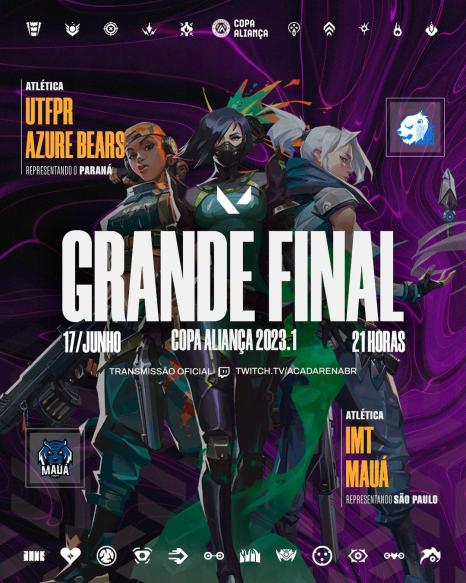 COPA
ALIANÇA
ATLÉTICA
UTFPR
AZURE BEARS
REPRESENTANDO O PARANÁ
GRANDE FINAL
17/JUNHO
COPA ALIANÇA 2023.1
21 HORAS
TRANSMISSÃO OFICIAL TWITCH.TV/ACADARENABR
ATLÉTICA
IMT
MAUÁ
REPRESENTANDO SÃO PAULO
MAUÁ